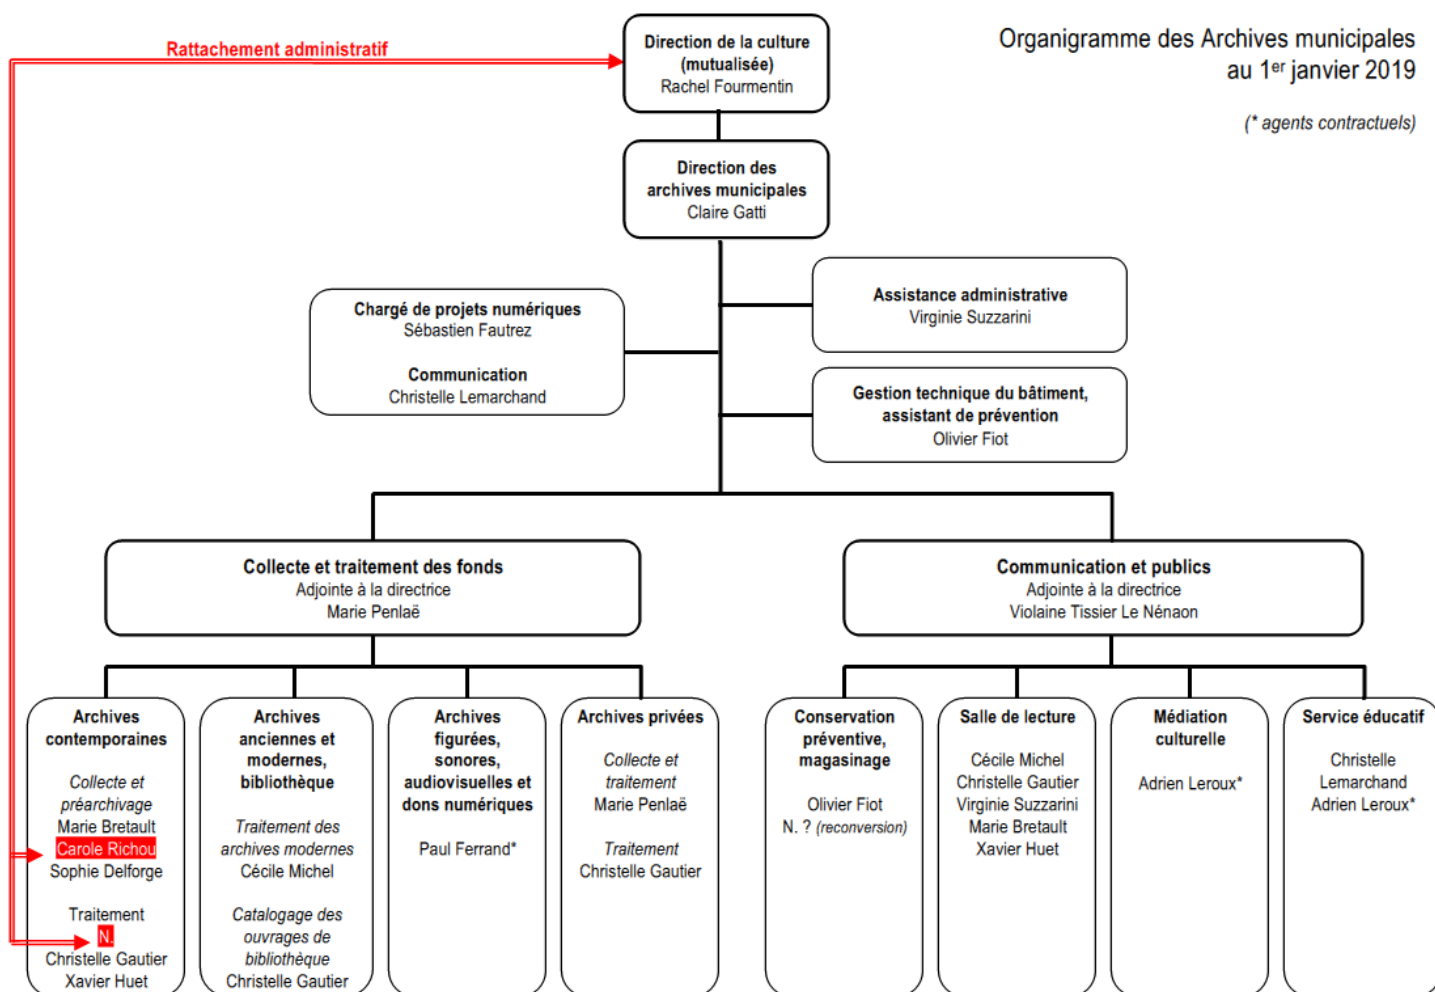 Organigramme des Archives municipales
au 1er janvier 2019
(* agents contractuels)
Rattachement administratif
Direction de la culture
(mutualisée)
Rachel Fourmentin
Direction des
archives municipales
Claire Gatti
Chargé de projets numériques
Sébastien Fautrez
Communication
Christelle Lemarchand
Assistance administrative
Virginie Suzzarini
Gestion technique du bâtiment,
assistant de prévention
Olivier Fiot
Collecte et traitement des fonds
Adjointe à la directrice
Marie Penlaë
Communication et publics
Adjointe à la directrice
Violaine Tissier Le Nénaon
Archives
contemporaines
Collecte et
préarchivage
Marie Bretault
Carole Richou
Sophie Delforge
Traitement
N.
Christelle Gautier
Xavier Huet
Archives
anciennes et
modernes,
bibliothèque
Traitement des
archives modernes
Cécile Michel
Catalogage des
ouvrages de
bibliothèque
Christelle Gautier
Archives
figurées,
sonores,
audiovisuelles et
dons numériques
Paul Ferrand*
Archives privées
Collecte et
traitement
Marie Penlaë
Traitement
Christelle Gautier
Conservation
préventive,
magasinage
Olivier Fiot
N. ? (reconversion)
Salle de lecture
Cécile Michel
Christelle Gautier
Virginie Suzzarini
Marie Bretault
Xavier Huet
Médiation
culturelle
Adrien Leroux*
Service éducatif
Christelle
Lemarchand
Adrien Leroux*